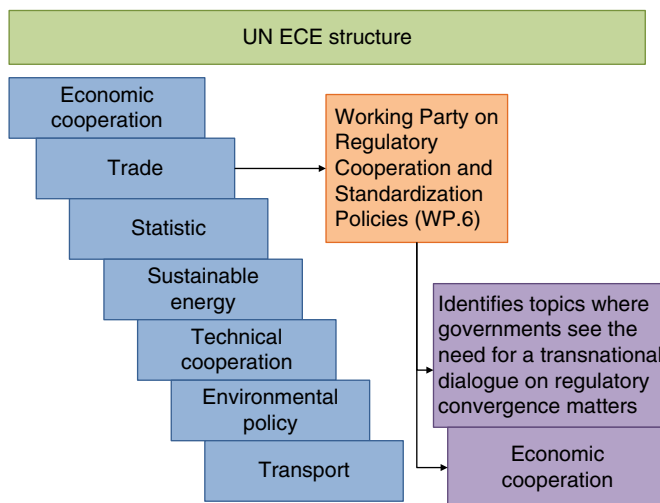 UN ECE structure
Economic
cooperation
Trade
Statistic
Sustainable
energy
Technical
cooperation
Environmental
policy
Transport
Working Party on
Regulatory
Cooperation and
Standardization
Policies (WP.6)
Identifies topics where
governments see the
need for a transnational
dialogue on regulatory
convergence matters
Economic
cooperation